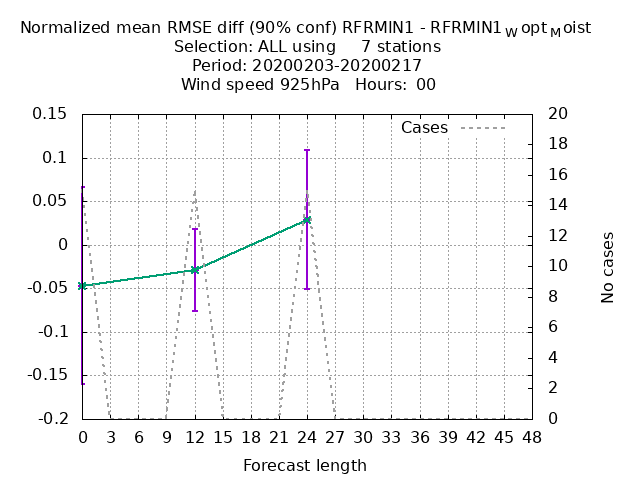 Normalized mean RMSE diff (90% conf) RFRMIN1 - RFRMIN1WoptMoist
Selection: ALL using 7 stations
Period: 20200203-20200217
Wind speed 925hPa Hours: 00
Cases
0.15
0.1
0.05
0
-0.05
-0.1
-0.15
-0.2
20
18
16
14
12
10
8
6
4
2
0
No cases
0 3 6 9 12 15 18 21 24 27 30 33 36 39 42 45 48
Forecast length